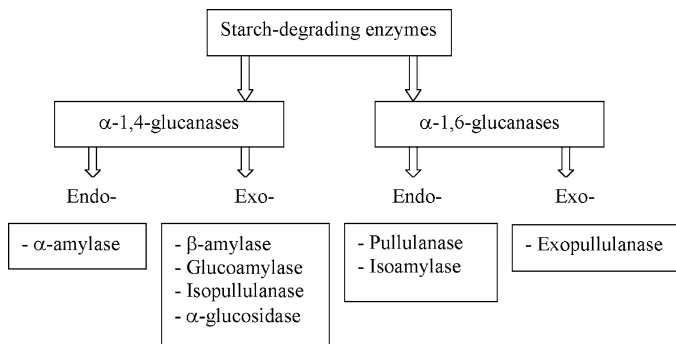 Starch-degrading enzymes
α-1,4-glucanases
α-1,6-glucanases
Endo-
Exo-
Endo-
Exo-
- α-amylase
- β-amylase
- Glucoamylase
- Isopullulanase
- α-glucosidase
- Pullulanase
- Isoamylase
- Exopullulanase